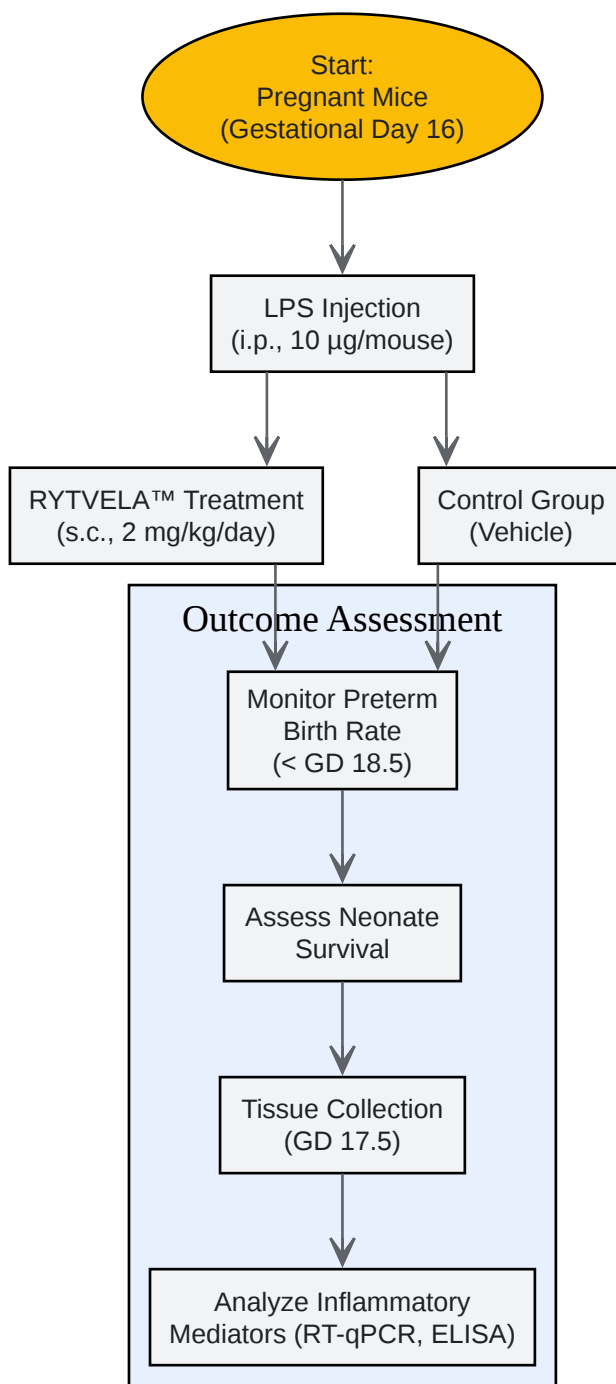 Start:
Pregnant Mice
(Gestational Day 16)
LPS Injection
(i.p., 10 µg/mouse)
RYTVELA™ Treatment
(s.c., 2 mg/kg/day)
Control Group
(Vehicle)
Outcome Assessment
Monitor Preterm
Birth Rate
(< GD 18.5)
Assess Neonate
Survival
Tissue Collection
(GD 17.5)
Analyze Inflammatory
Mediators (RT-qPCR, ELISA)